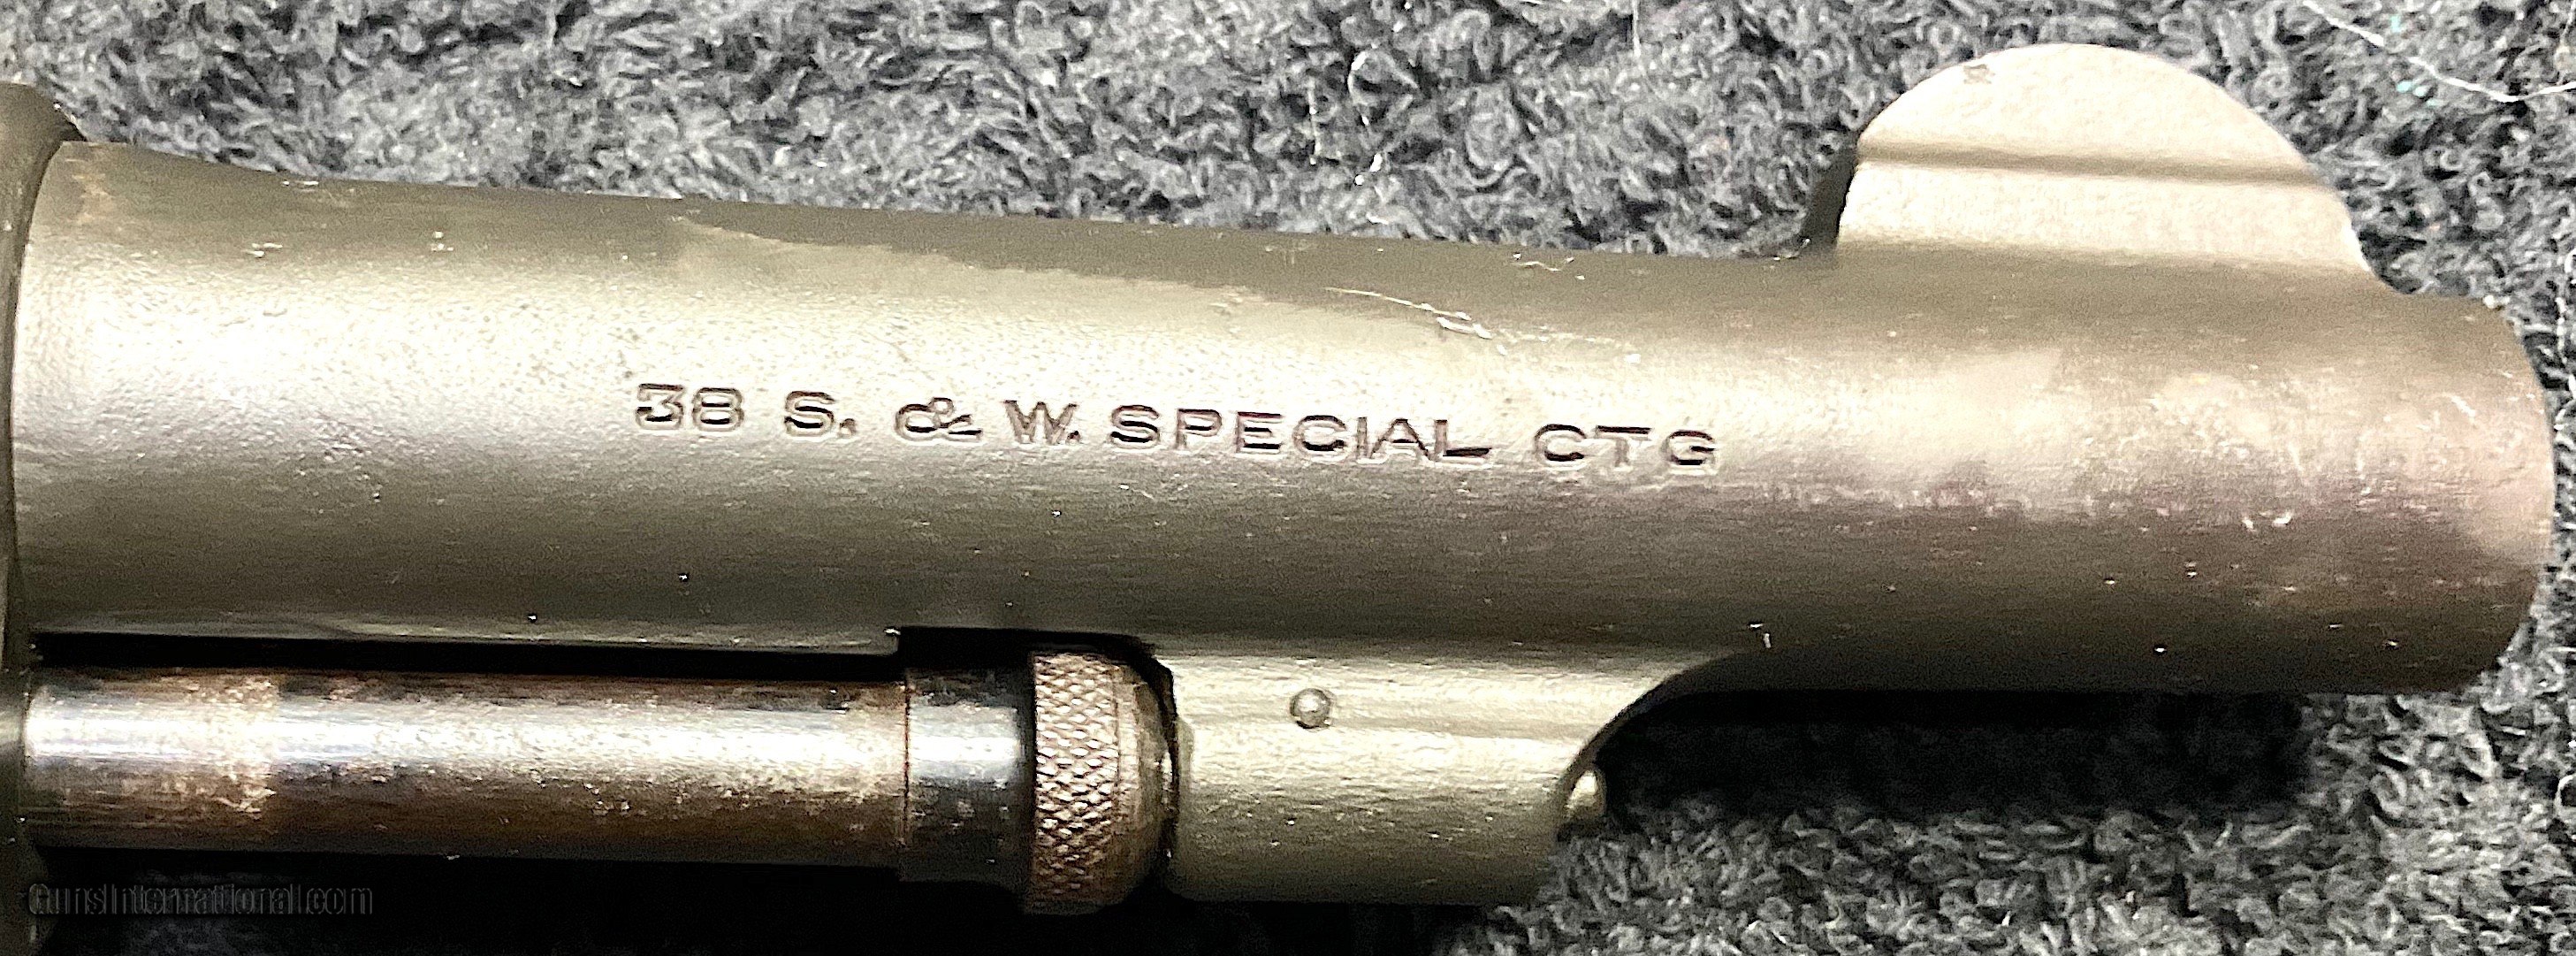 38 S. & W. SPECIAL CTG
GunsInternational.com